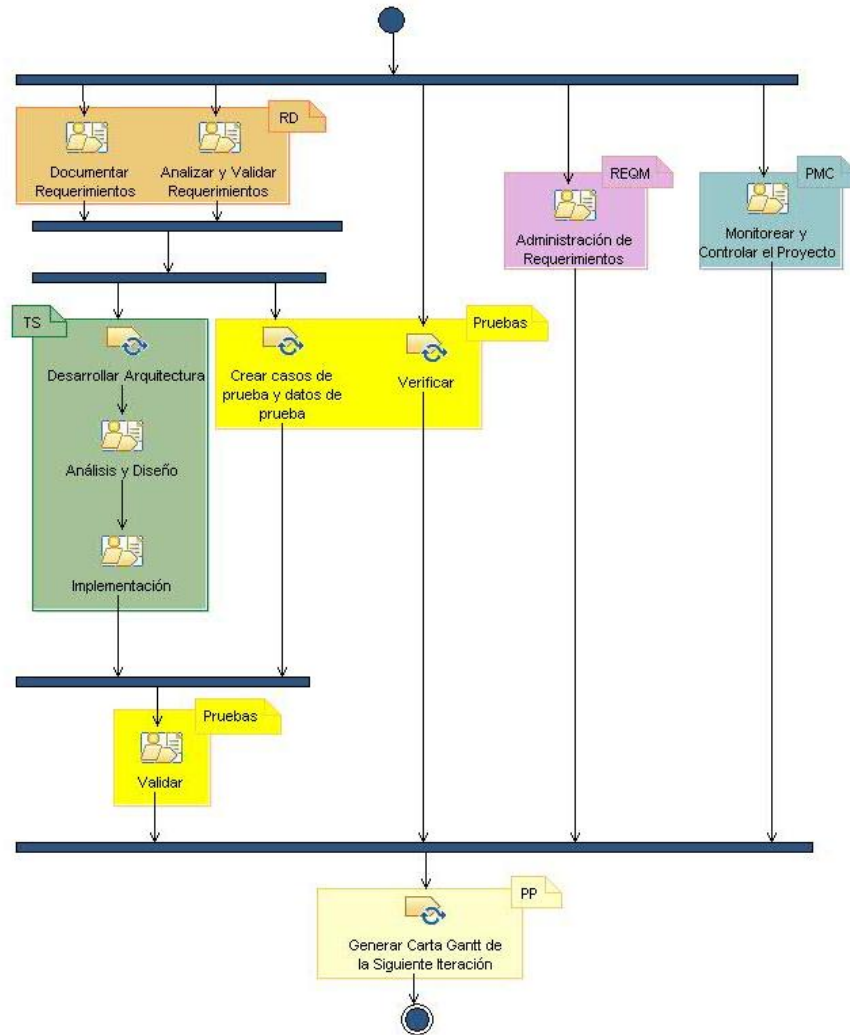 RD
Documentar
Requerimientos
Analizar y Validar
Requerimientos
REQM
Administración de
Requerimientos
PMC
Monitorear y
Controlar el Proyecto
TS
Desarrollar Arquitectura
Análisis y Diseño
Implementación
Pruebas
Crear casos de
prueba y datos de
prueba
Verificar
Pruebas
Validar
PP
Generar Carta Gantt de
la Siguiente Iteración